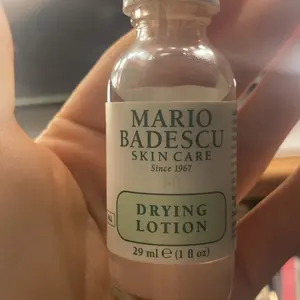 MARIO
BADESCU
SKIN CARE
Since 1967
DRYING
LOTION
29 ml ℮ (1 fl oz)